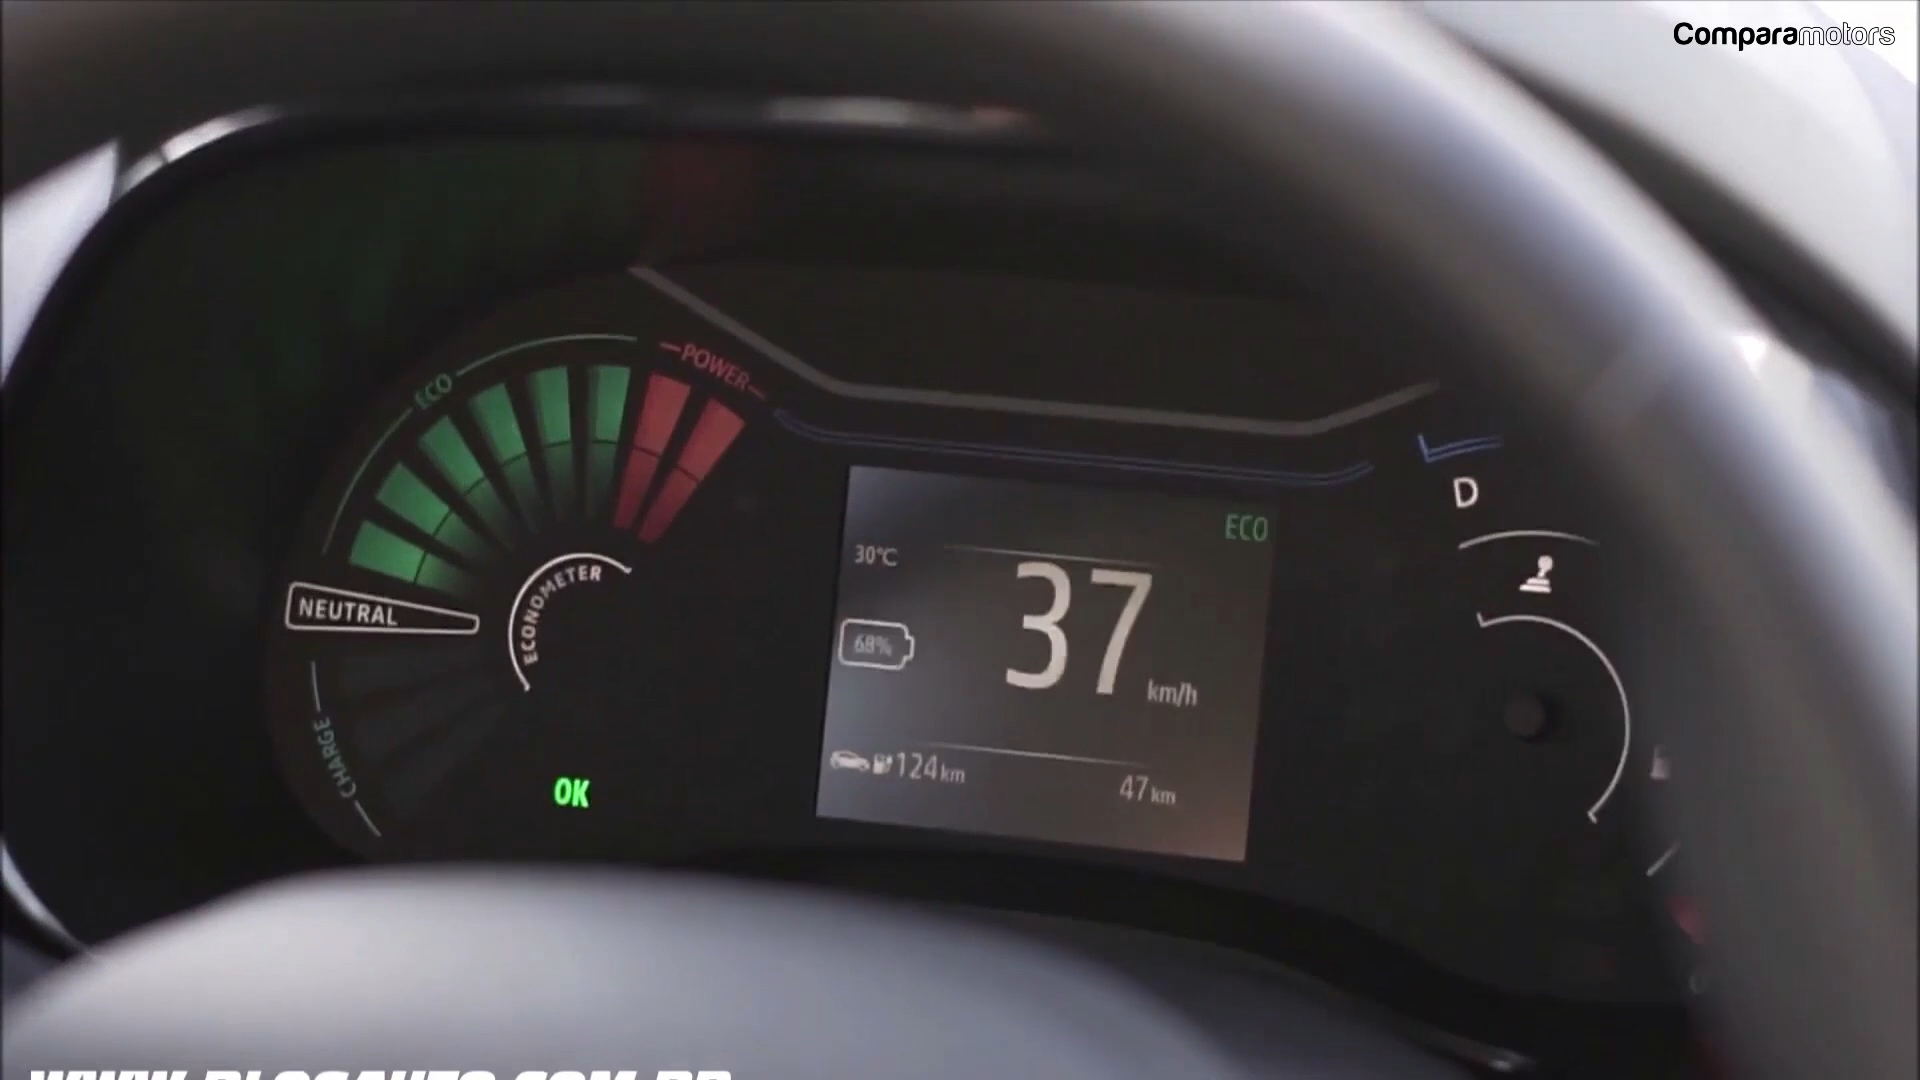 Comparamotors
ECO
POWER
NEUTRAL
ECONOMETER
CHARGE
OK
D
ECO
30°C
68%
37 km/h
124 km
47 km